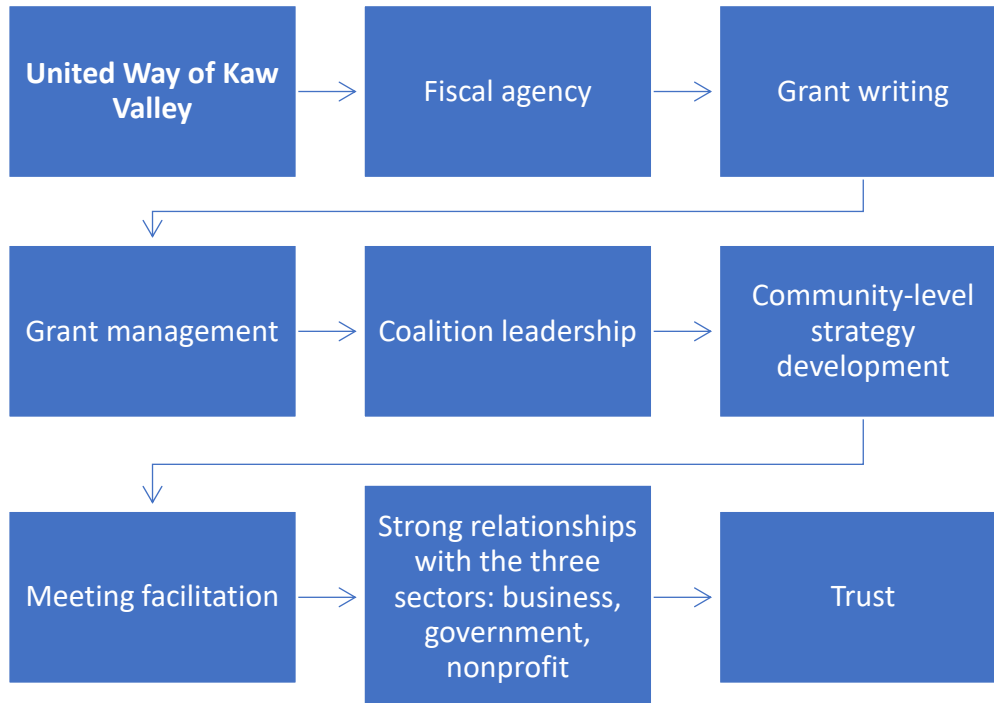 United Way of Kaw
Valley
Fiscal agency
Grant writing
Grant management
Coalition leadership
Community-level
strategy
development
Meeting facilitation
Strong relationships
with the three
sectors: business,
government,
nonprofit
Trust